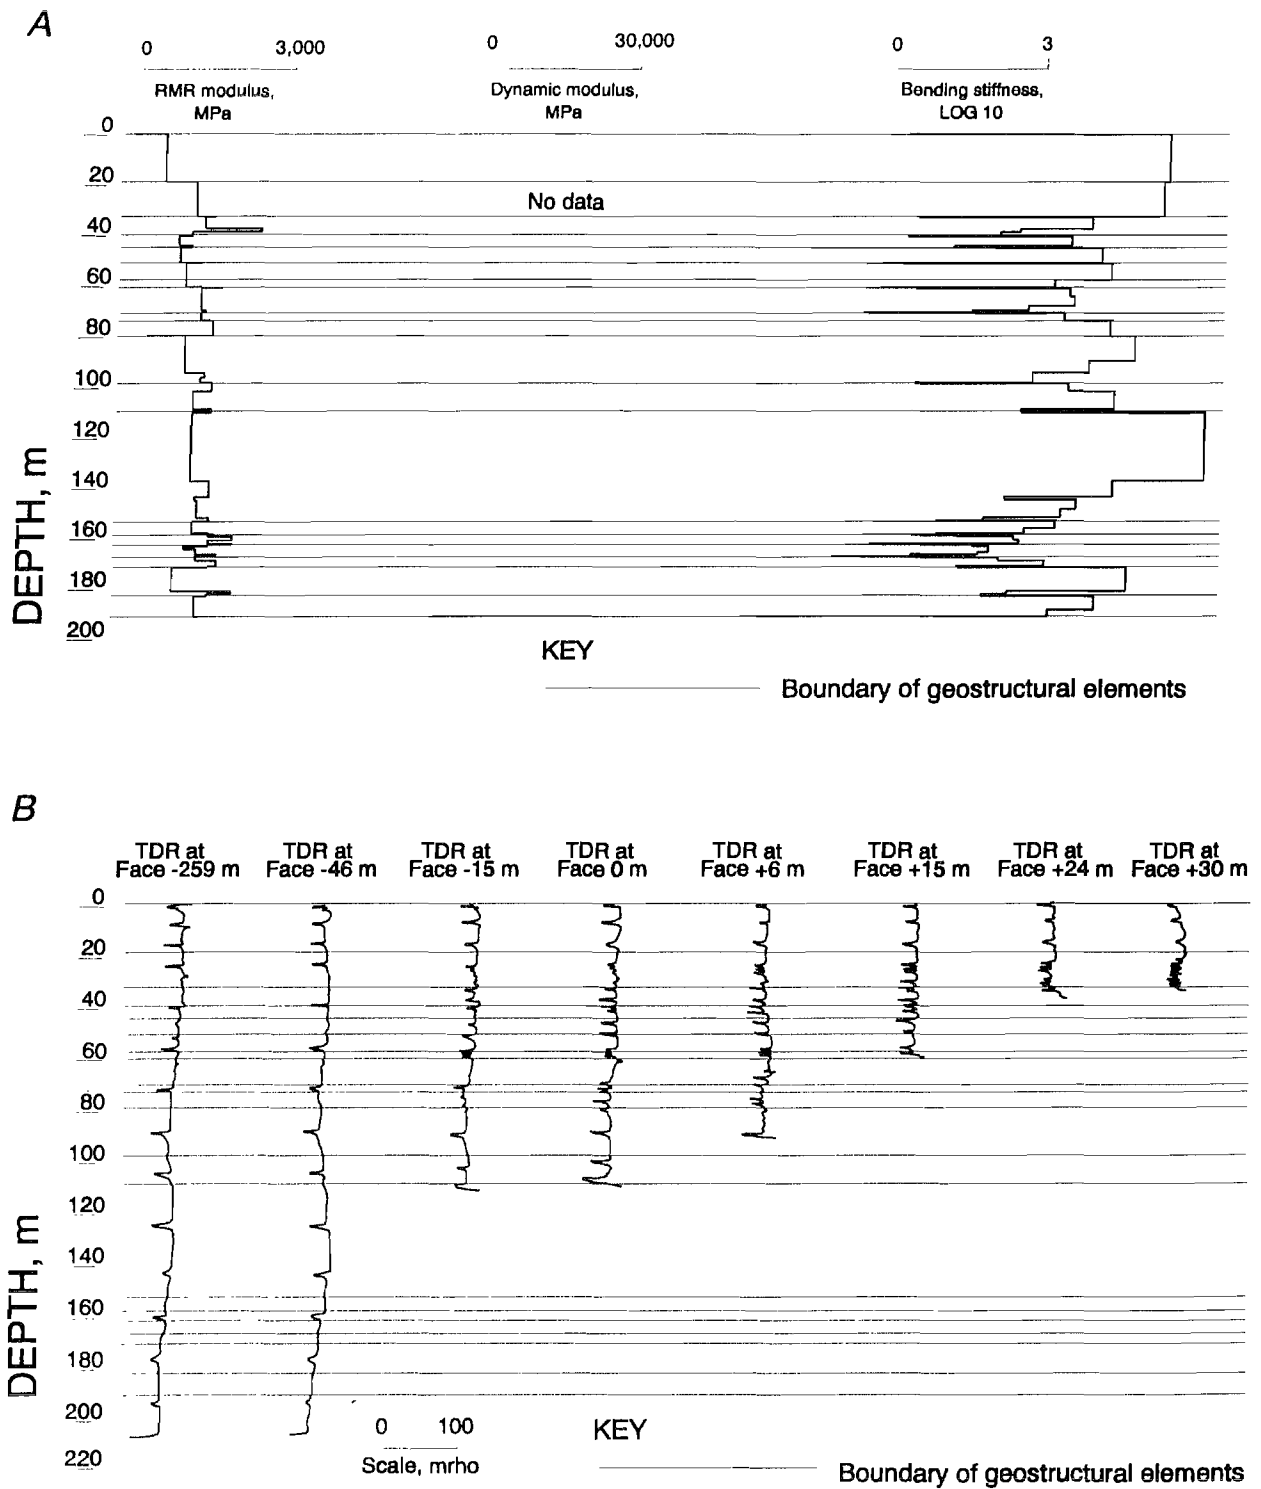 A
0 3,000 0 30,000 0 3
RMR modulus, Dynamic modulus, Bending stiffness,
MPa MPa LOG 10
0
20
No data
40
60
80
100
120
140
160
180
200
DEPTH, m
KEY
Boundary of geostructural elements
B
TDR at TDR at TDR at TDR at TDR at TDR at TDR at TDR at
Face -259 m Face -46 m Face -15 m Face 0 m Face +6 m Face +15 m Face +24 m Face +30 m
0
20
40
60
80
100
120
140
160
180
200
220
DEPTH, m
0 100
Scale, mrho
KEY
Boundary of geostructural elements